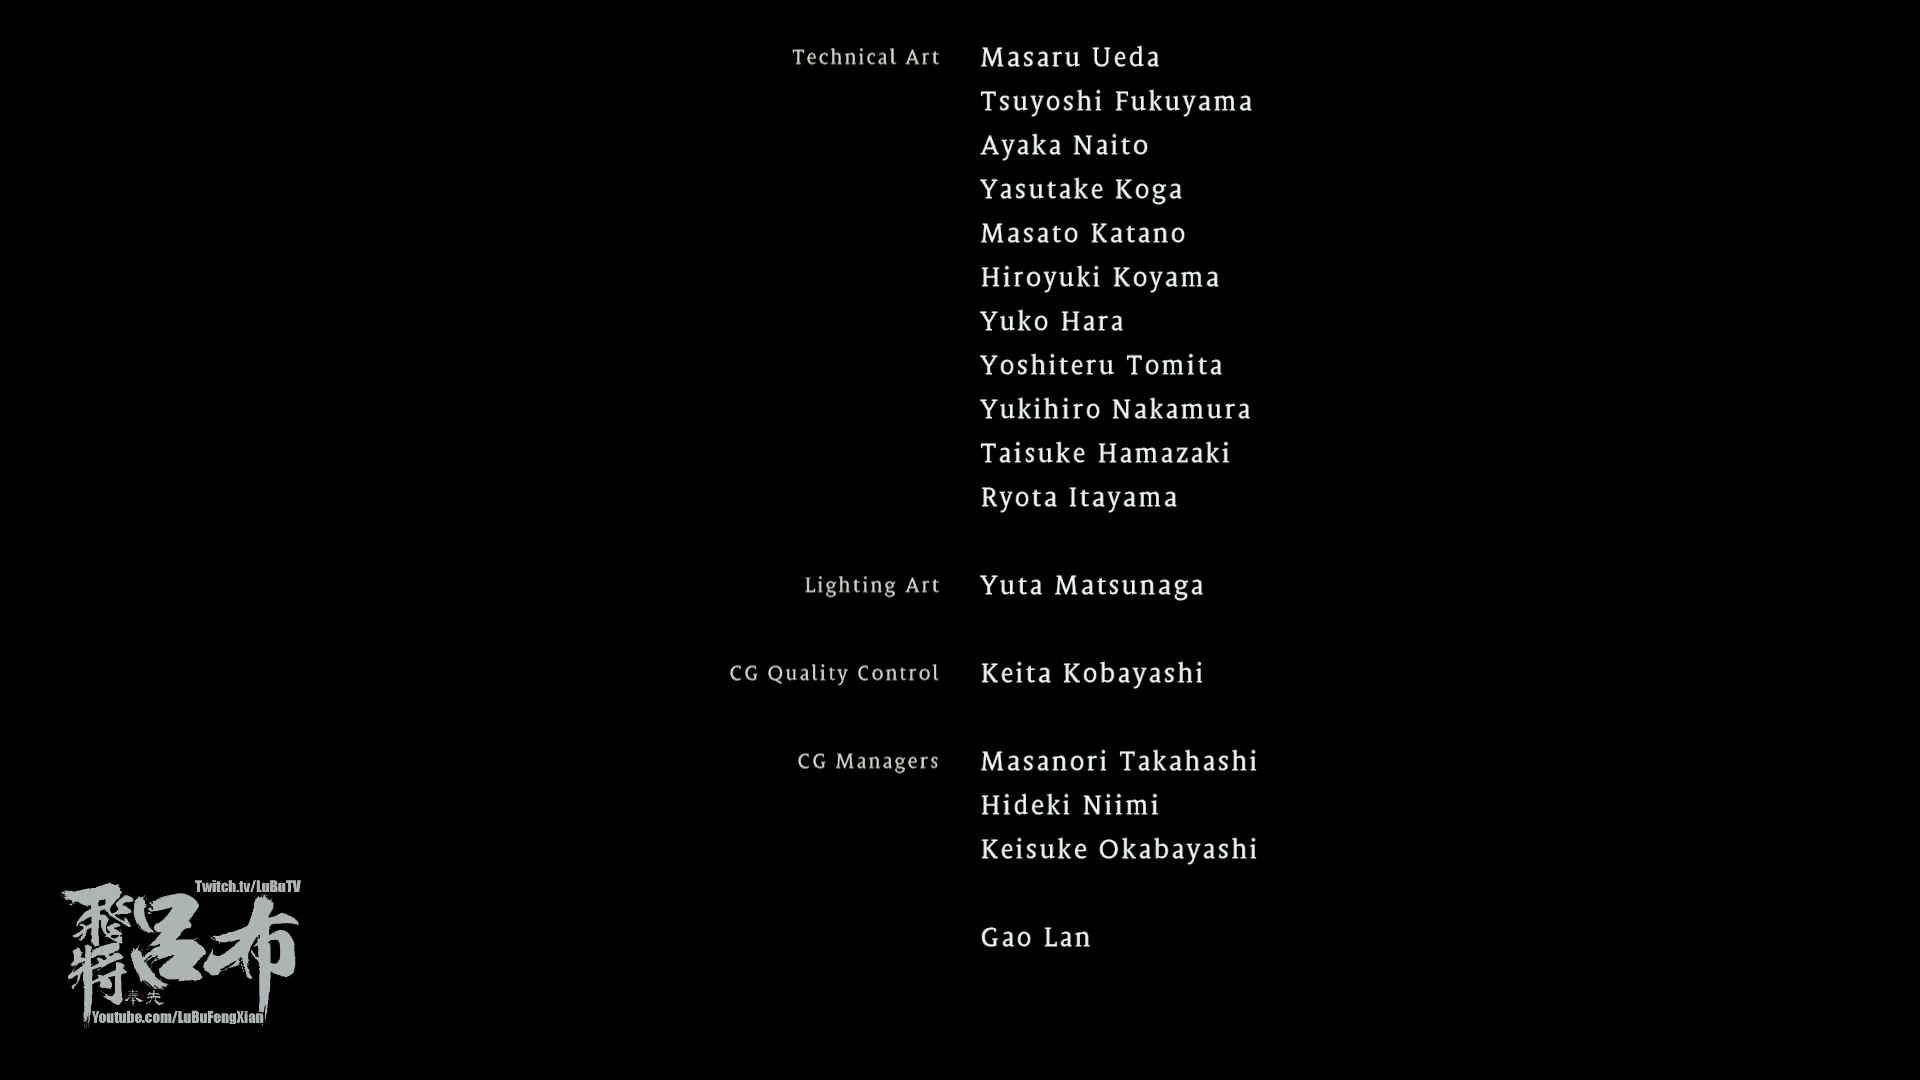 Technical Art Masaru Ueda
Tsuyoshi Fukuyama
Ayaka Naito
Yasutake Koga
Masato Katano
Hiroyuki Koyama
Yuko Hara
Yoshiteru Tomita
Yukihiro Nakamura
Taisuke Hamazaki
Ryota Itayama
Lighting Art Yuta Matsunaga
CG Quality Control Keita Kobayashi
CG Managers Masanori Takahashi
Hideki Niimi
Keisuke Okabayashi
Gao Lan
Twitch.tv/LuBuTV
飛將
呂布
奉先
Youtube.com/LuBuFengXian